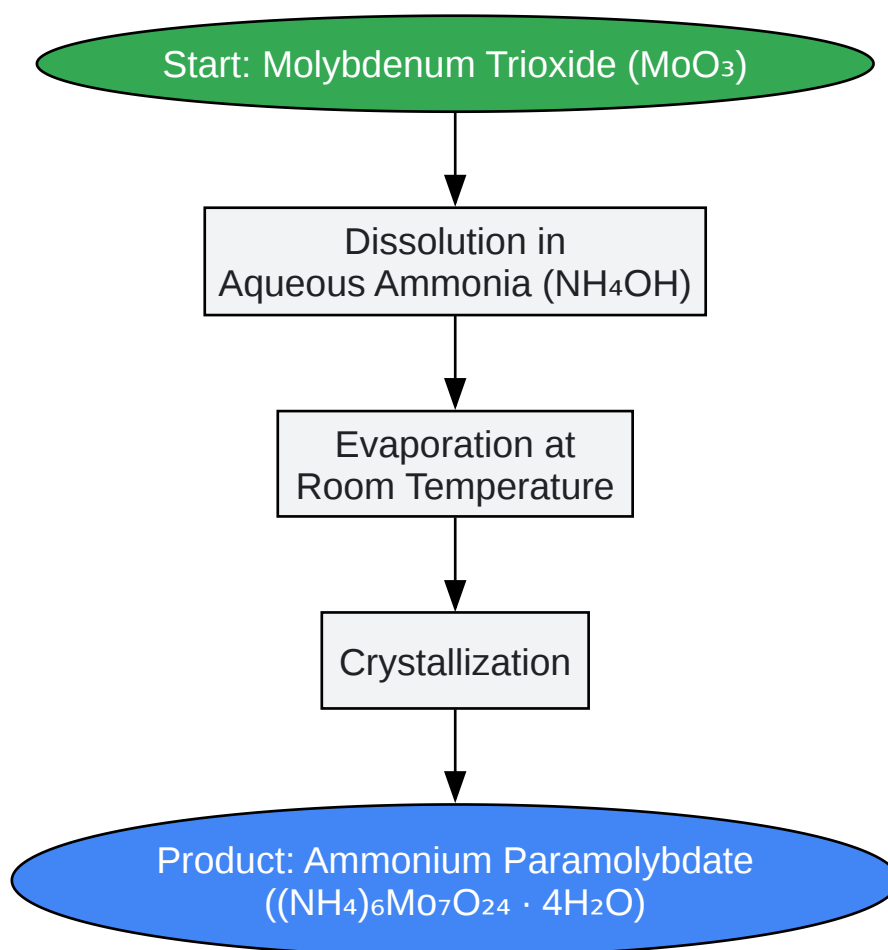 Start: Molybdenum Trioxide (MoO₃)
Dissolution in
Aqueous Ammonia (NH₄OH)
Evaporation at
Room Temperature
Crystallization
Product: Ammonium Paramolybdate
((NH₄)₆Mo₇O₂₄ · 4H₂O)